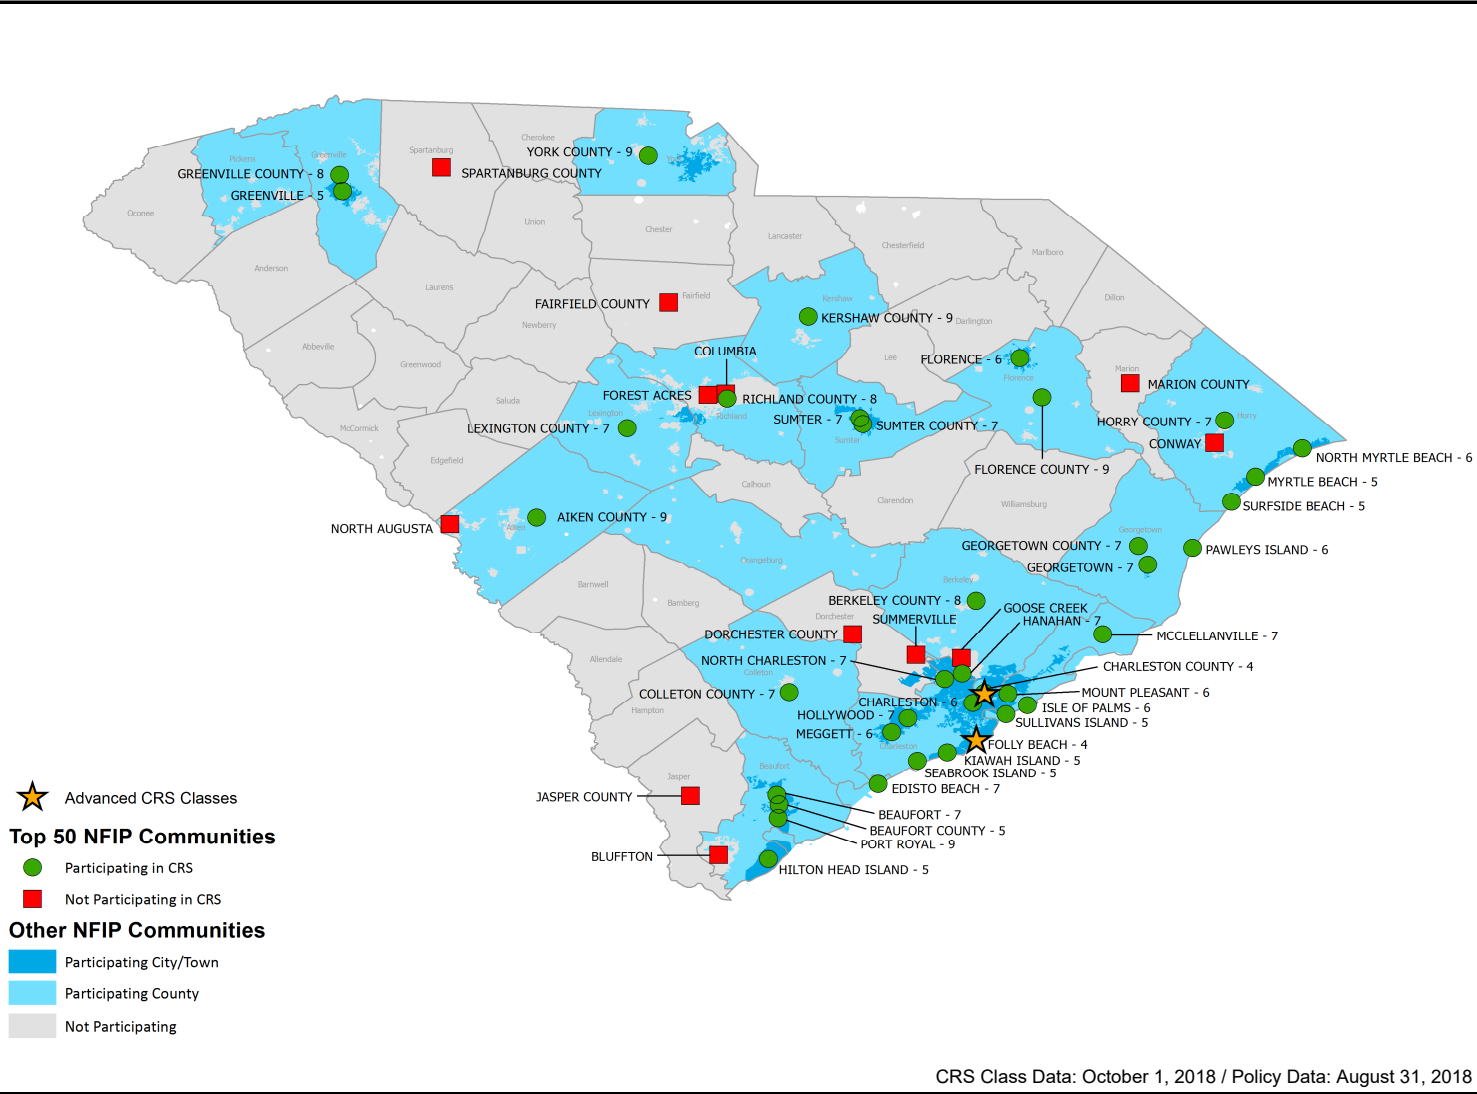 Cherokee
Spartanburg
YORK COUNTY - 9
Pickens
Greenville
GREENVILLE COUNTY - 8
SPARTANBURG COUNTY
GREENVILLE - 5
Oconee
Union
Chester
Lancaster
Chesterfield
Marlboro
Anderson
Laurens
Fairfield
FAIRFIELD COUNTY
Kershaw
Dillon
KERSHAW COUNTY - 9
Darlington
Newberry
Abbeville
COLUMBIA
Lee
FLORENCE - 6
Greenwood
Marion
Florence
MARION COUNTY
FOREST ACRES
RICHLAND COUNTY - 8
Saluda
Lexington
Richland
Horry
HORRY COUNTY - 7
SUMTER - 7
SUMTER COUNTY - 7
McCormick
LEXINGTON COUNTY - 7
Sumter
CONWAY
Edgefield
NORTH MYRTLE BEACH - 6
FLORENCE COUNTY - 9
Calhoun
MYRTLE BEACH - 5
Clarendon
Williamsburg
SURFSIDE BEACH - 5
AIKEN COUNTY - 9
NORTH AUGUSTA
Aiken
Georgetown
GEORGETOWN COUNTY - 7
PAWLEYS ISLAND - 6
Orangeburg
GEORGETOWN - 7
Barnwell
Berkeley
Bamberg
BERKELEY COUNTY - 8
GOOSE CREEK
Dorchester
SUMMERVILLE
HANAHAN - 7
DORCHESTER COUNTY
MCCLELLANVILLE - 7
Allendale
NORTH CHARLESTON - 7
CHARLESTON COUNTY - 4
Colleton
COLLETON COUNTY - 7
MOUNT PLEASANT - 6
CHARLESTON - 6
ISLE OF PALMS - 6
Hampton
HOLLYWOOD - 7
SULLIVANS ISLAND - 5
MEGGETT - 6
Charleston
FOLLY BEACH - 4
KIAWAH ISLAND - 5
Beaufort
SEABROOK ISLAND - 5
Jasper
EDISTO BEACH - 7
JASPER COUNTY
BEAUFORT - 7
BEAUFORT COUNTY - 5
PORT ROYAL - 9
BLUFFTON
HILTON HEAD ISLAND - 5
Advanced CRS Classes
Top 50 NFIP Communities
Participating in CRS
Not Participating in CRS
Other NFIP Communities
Participating City/Town
Participating County
Not Participating
CRS Class Data: October 1, 2018 / Policy Data: August 31, 2018